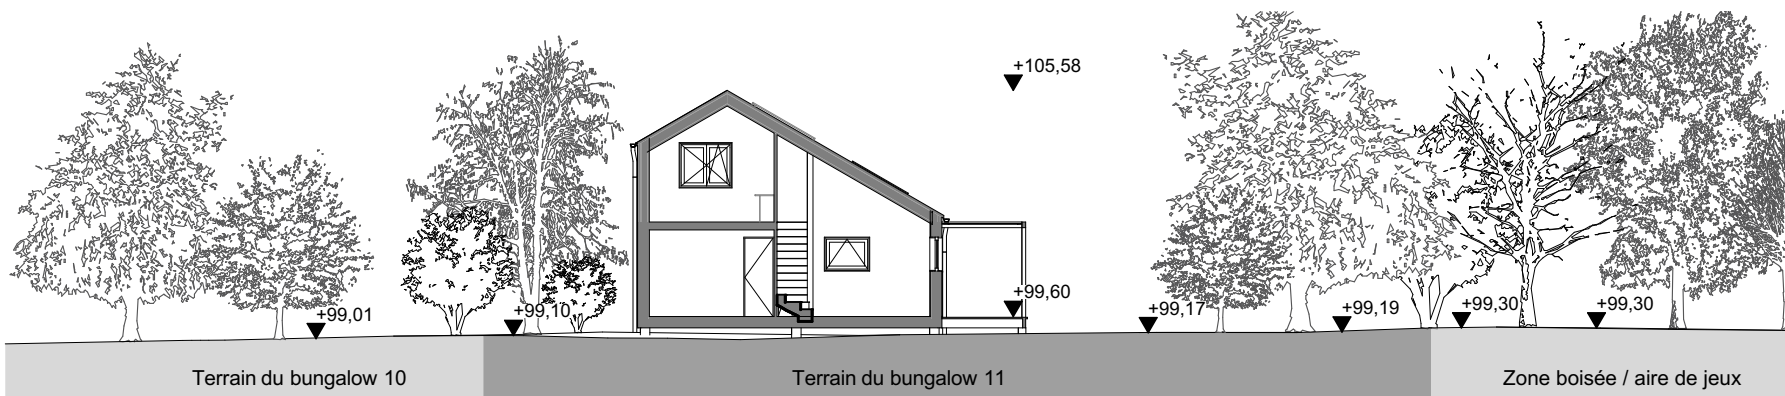 +105,58
+99,60
+99,01
+99,10
+99,17
+99,19
+99,30
+99,30
Terrain du bungalow 10
Terrain du bungalow 11
Zone boisée / aire de jeux